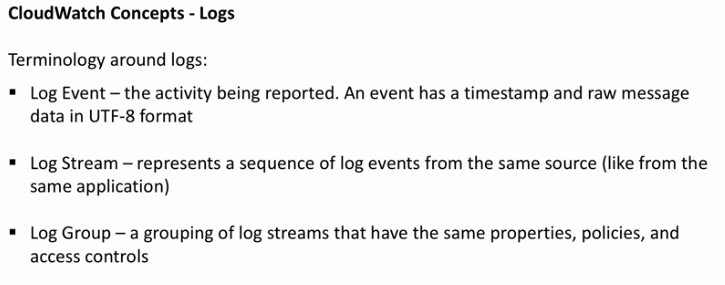 CloudWatch Concepts - Logs
Terminology around logs:
▪ Log Event – the activity being reported. An event has a timestamp and raw message
data in UTF-8 format
▪ Log Stream – represents a sequence of log events from the same source (like from the
same application)
▪ Log Group – a grouping of log streams that have the same properties, policies, and
access controls